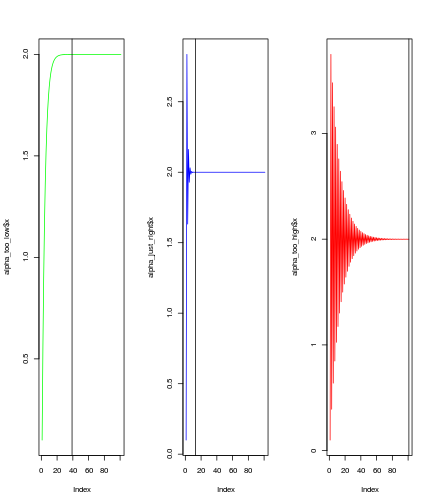 alpha_too_low$x
0.5
1.0
1.5
2.0
0 20 40 60 80
Index
alpha_just_right$x
0.0
0.5
1.0
1.5
2.0
2.5
0 20 40 60 80
Index
alpha_too_high$x
0
1
2
3
0 20 40 60 80
Index